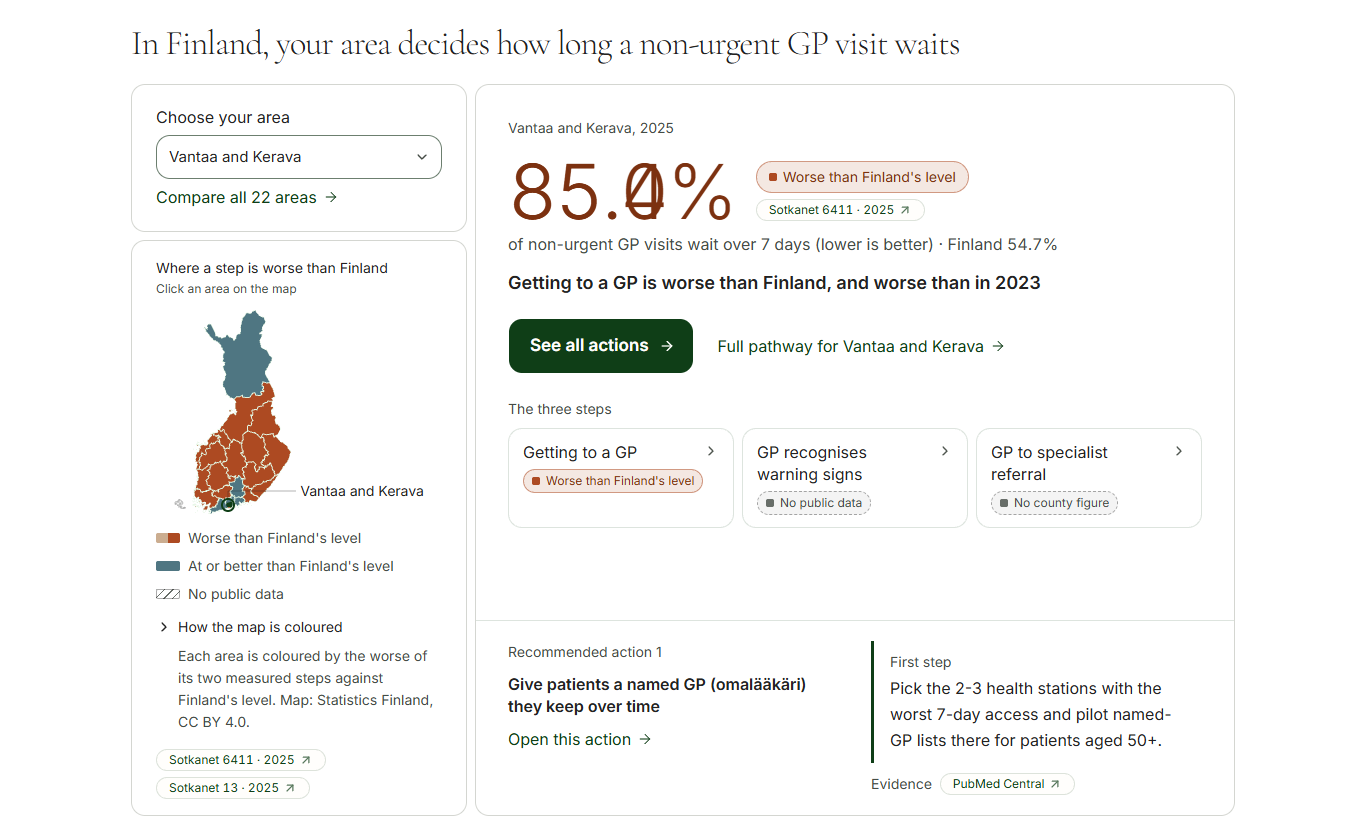 In Finland, your area decides how long a non-urgent GP visit waits
Choose your area
Vantaa and Kerava
Compare all 22 areas →
Where a step is worse than Finland
Click an area on the map
Vantaa and Kerava
Worse than Finland's level
At or better than Finland's level
No public data
How the map is coloured
Each area is coloured by the worse of
its two measured steps against
Finland's level. Map: Statistics Finland,
CC BY 4.0.
Sotkanet 6411 · 2025 ↗
Sotkanet 13 · 2025 ↗
Vantaa and Kerava, 2025
Worse than Finland's level
Sotkanet 6411 · 2025 ↗
of non-urgent GP visits wait over 7 days (lower is better) · Finland 54.7%
Getting to a GP is worse than Finland, and worse than in 2023
See all actions →
Full pathway for Vantaa and Kerava →
The three steps
Getting to a GP
Worse than Finland's level
GP recognises
warning signs
No public data
GP to specialist
referral
No county figure
Recommended action 1
Give patients a named GP (omalääkäri)
they keep over time
Open this action →
First step
Pick the 2-3 health stations with the
worst 7-day access and pilot named-
GP lists there for patients aged 50+.
Evidence
PubMed Central ↗